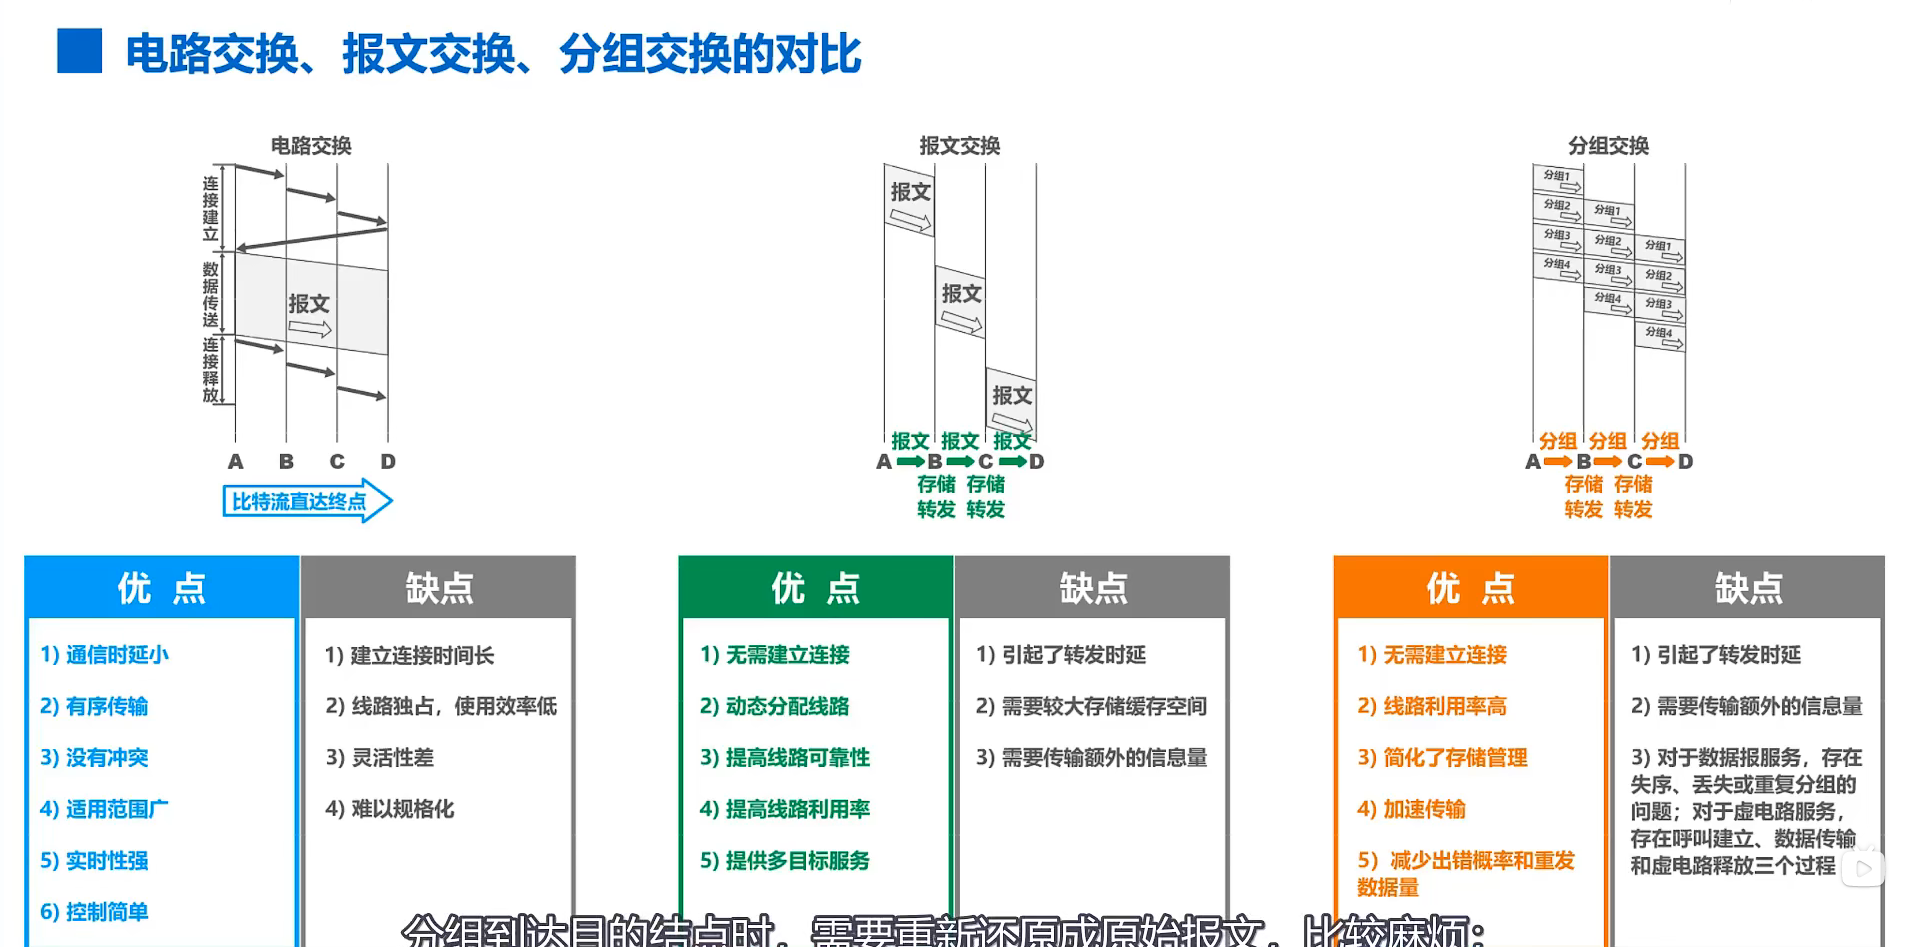 电路交换、报文交换、分组交换的对比
电路交换
连接建立
数据传送
连接释放
报文
A B C D
比特流直达终点
报文交换
报文
报文
报文
报文 报文 报文
A B C D
存储 存储
转发 转发
分组交换
分组1
分组2 分组1
分组3 分组2 分组1
分组4 分组3 分组2
分组4 分组3
分组4
分组 分组 分组
A B C D
存储 存储
转发 转发
优 点
1) 通信时延小
2) 有序传输
3) 没有冲突
4) 适用范围广
5) 实时性强
6) 控制简单
缺点
1) 建立连接时间长
2) 线路独占，使用效率低
3) 灵活性差
4) 难以规格化
优 点
1) 无需建立连接
2) 动态分配线路
3) 提高线路可靠性
4) 提高线路利用率
5) 提供多目标服务
缺点
1) 引起了转发时延
2) 需要较大存储缓存空间
3) 需要传输额外的信息量
优 点
1) 无需建立连接
2) 线路利用率高
3) 简化了存储管理
4) 加速传输
5) 减少出错概率和重发
数据量
缺点
1) 引起了转发时延
2) 需要传输额外的信息量
3) 对于数据报服务，存在
失序、丢失或重复分组的
问题；对于虚电路服务，
存在呼叫建立、数据传输
和虚电路释放三个过程
分组到达目的结点时，需要重新还原成原始报文，比较麻烦；